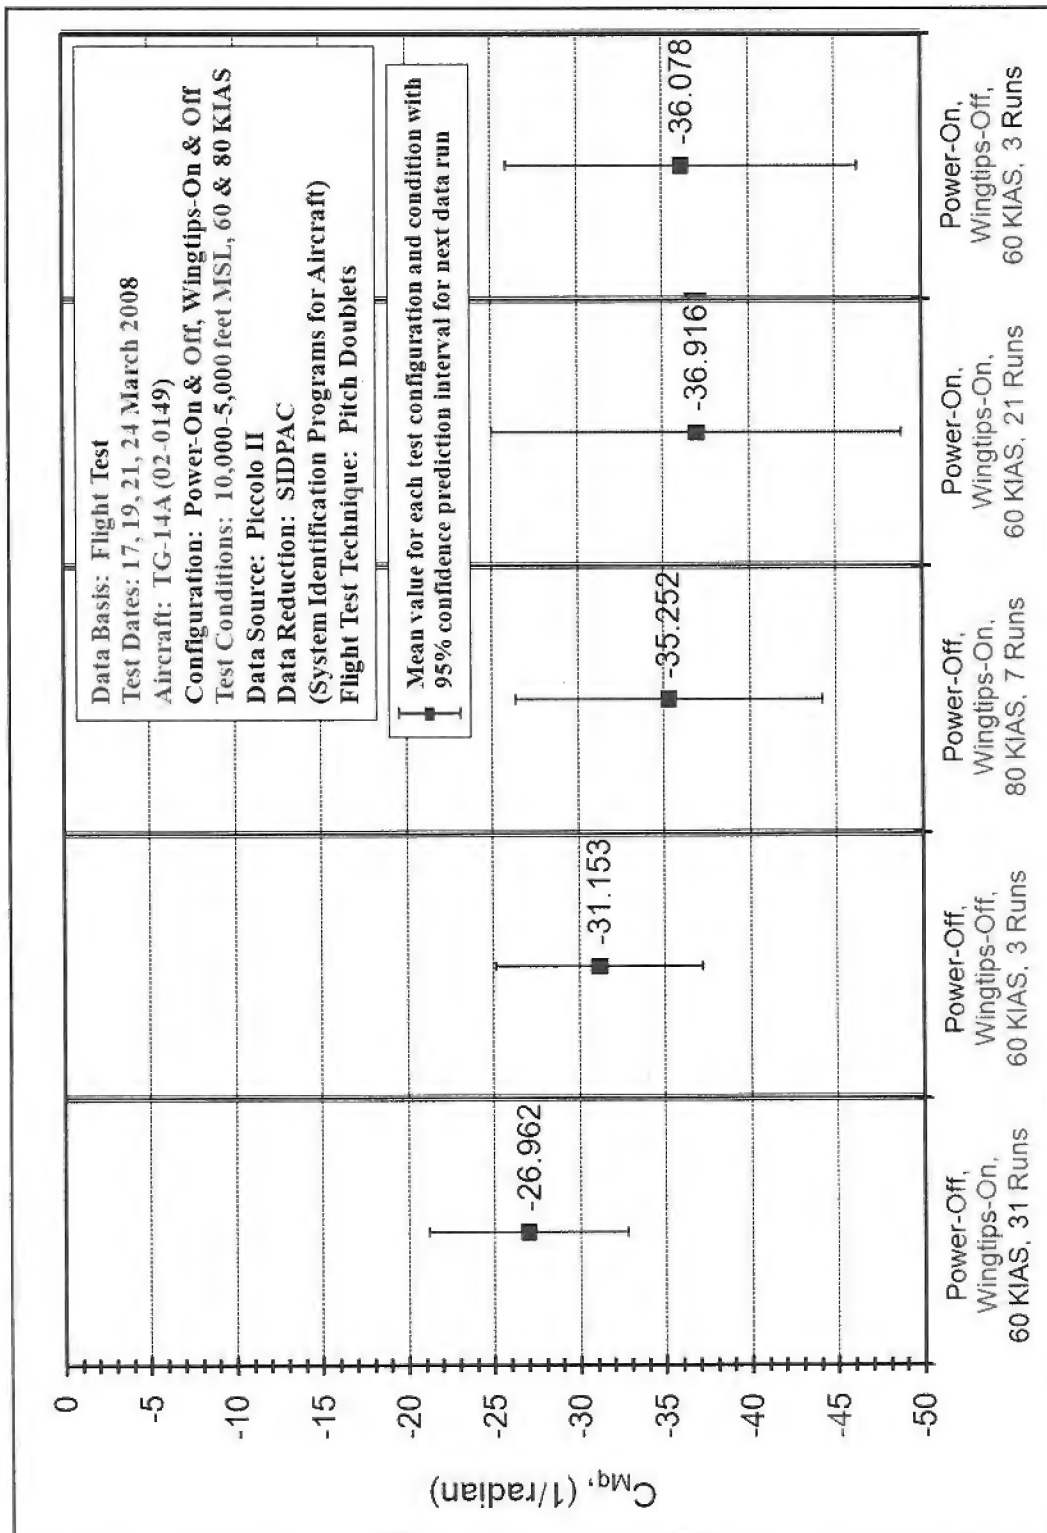 Data Basis: Flight Test
Test Dates: 17, 19, 21, 24 March 2008
Aircraft: TG-14A (02-0149)
Configuration: Power-On & Off, Wingtips-On & Off
Test Conditions: 10,000-5,000 feet MSL, 60 & 80 KIAS
Data Source: Piccolo II
Data Reduction: SIDPAC
(System Identification Programs for Aircraft)
Flight Test Technique: Pitch Doublets
Mean value for each test configuration and condition with
95% confidence prediction interval for next data run
C_Mq, (1/radian)
0
-5
-10
-15
-20
-25
-30
-35
-40
-45
-50
-26.962
-31.153
-35.252
-36.916
-36.078
Power-Off,
Wingtips-On,
60 KIAS, 31 Runs
Power-Off,
Wingtips-Off,
60 KIAS, 3 Runs
Power-Off,
Wingtips-On,
80 KIAS, 7 Runs
Power-On,
Wingtips-On,
60 KIAS, 21 Runs
Power-On,
Wingtips-Off,
60 KIAS, 3 Runs